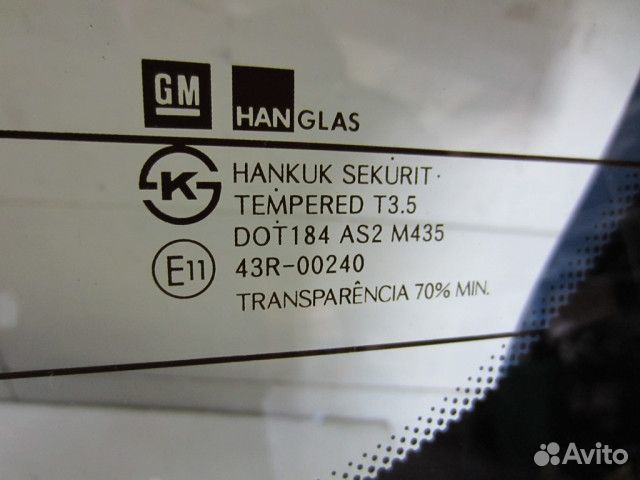 GM HANGLAS
HANKUK SEKURIT
TEMPERED T3.5
DOT184 AS2 M435
E11 43R-00240
TRANSPARÊNCIA 70% MIN.
Avito